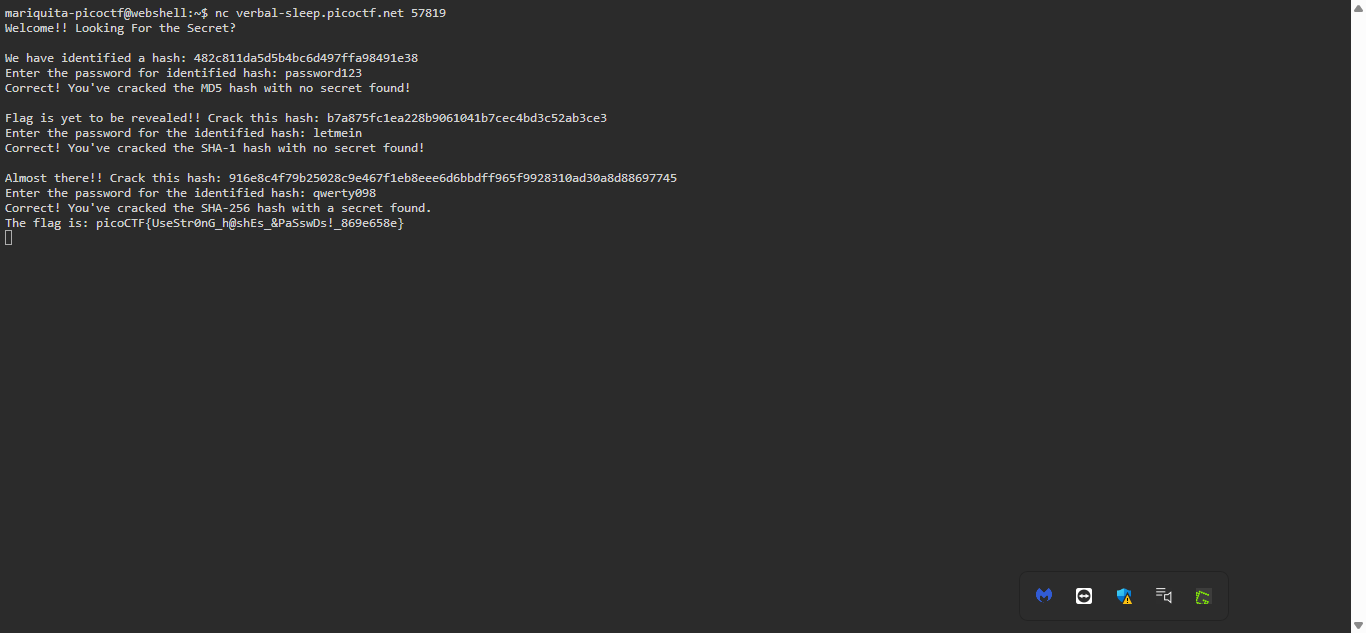 mariquita-picoctf@webshell:~$ nc verbal-sleep.picoctf.net 57819
Welcome!! Looking For the Secret?
We have identified a hash: 482c811da5d5b4bc6d497ffa98491e38
Enter the password for identified hash: password123
Correct! You've cracked the MD5 hash with no secret found!
Flag is yet to be revealed!! Crack this hash: b7a875fc1ea228b9061041b7cec4bd3c52ab3ce3
Enter the password for the identified hash: letmein
Correct! You've cracked the SHA-1 hash with no secret found!
Almost there!! Crack this hash: 916e8c4f79b25028c9e467f1eb8eee6d6bbdff965f9928310ad30a8d88697745
Enter the password for the identified hash: qwerty098
Correct! You've cracked the SHA-256 hash with a secret found.
The flag is: picoCTF{UseStr0nG_h@shEs_&PaSswDs!_869e658e}